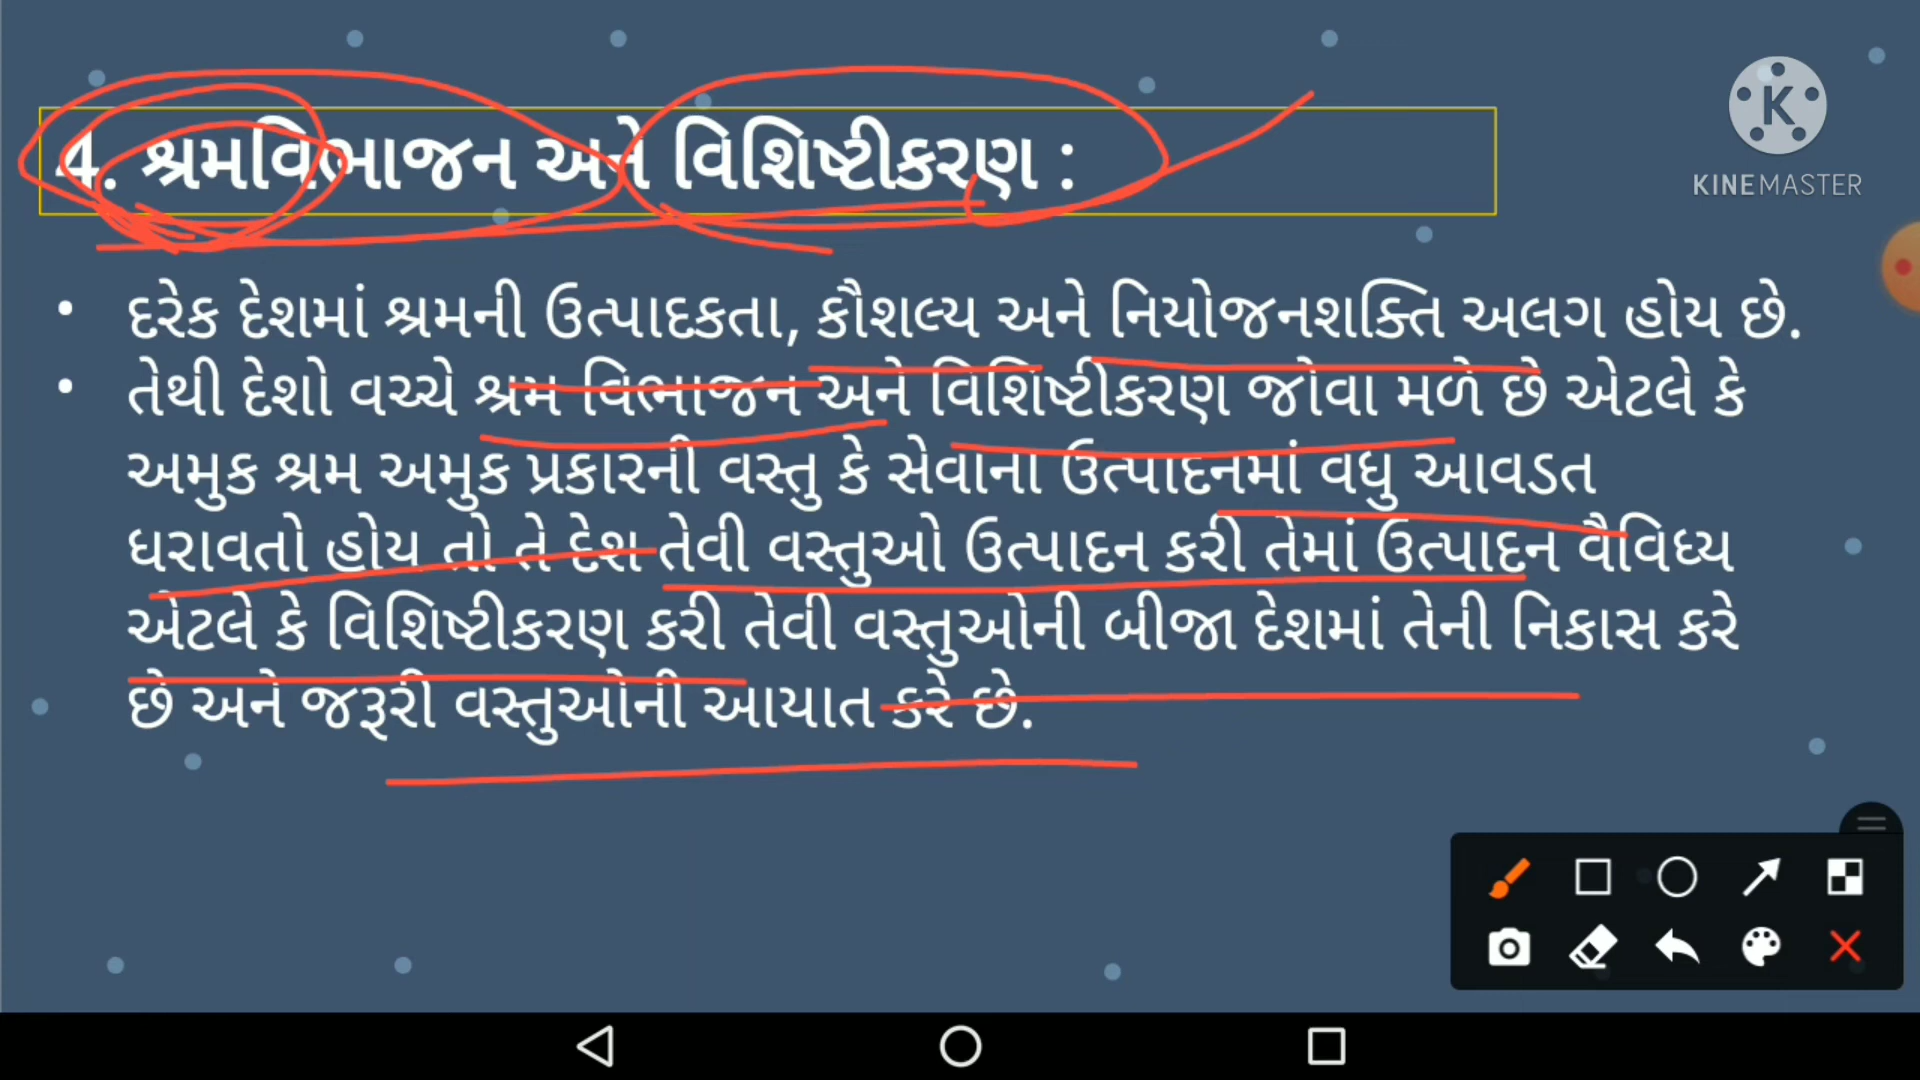 4. શ્રમવિભાજન અને વિશિષ્ટીકરણ :
KINEMASTER
• દરેક દેશમાં શ્રમની ઉત્પાદકતા, કૌશલ્ય અને નિયોજનશક્તિ અલગ હોય છે.
• તેથી દેશો વચ્ચે શ્રમ વિભાજન અને વિશિષ્ટીકરણ જોવા મળે છે એટલે કે
અમુક શ્રમ અમુક પ્રકારની વસ્તુ કે સેવાના ઉત્પાદનમાં વધુ આવડત
ધરાવતો હોય તો તે દેશ તેવી વસ્તુઓ ઉત્પાદન કરી તેમાં ઉત્પાદન વૈવિધ્ય
એટલે કે વિશિષ્ટીકરણ કરી તેવી વસ્તુઓની બીજા દેશમાં તેની નિકાસ કરે
છે અને જરૂરી વસ્તુઓની આયાત કરે છે.